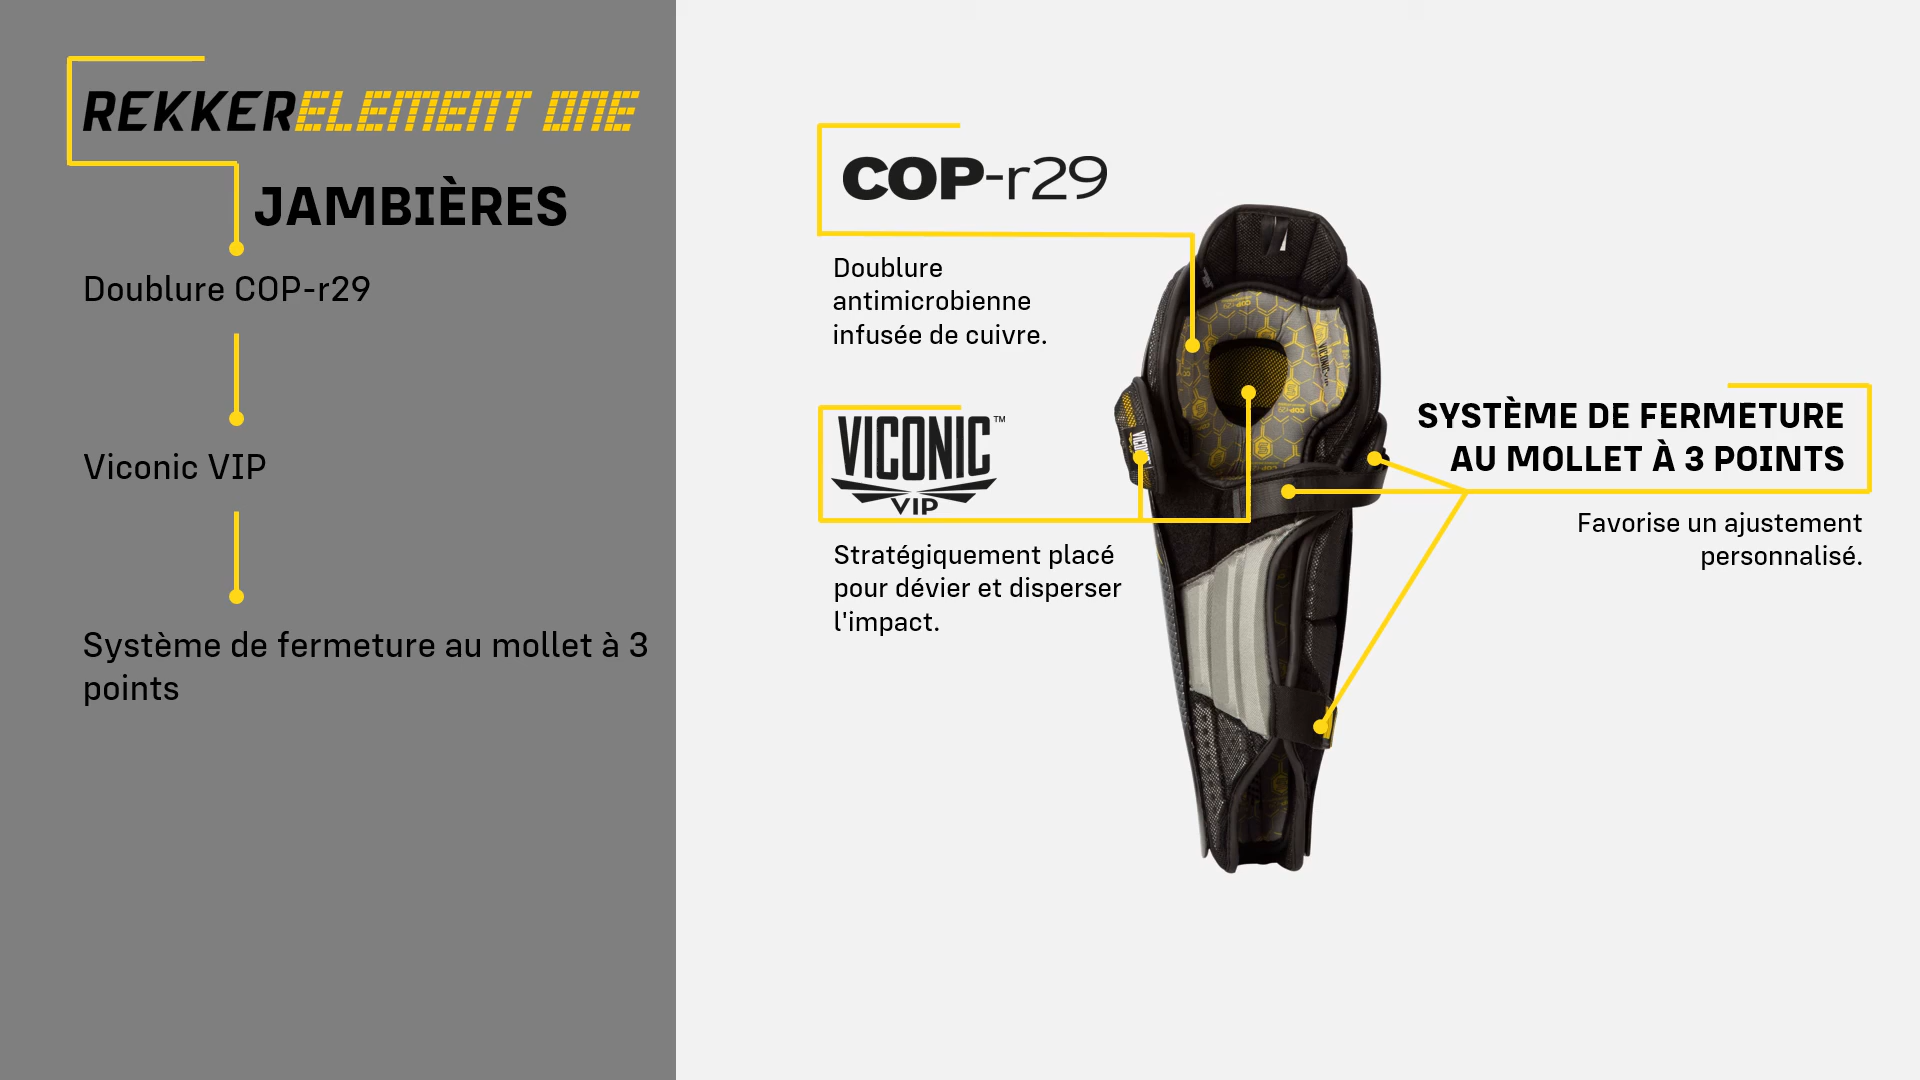 REKKER ELEMENT ONE
JAMBIÈRES
Doublure COP-r29
Viconic VIP
Système de fermeture au mollet à 3
points
COP-r29
Doublure
antimicrobienne
infusée de cuivre.
VICONIC™
VIP
Stratégiquement placé
pour dévier et disperser
l'impact.
SYSTÈME DE FERMETURE
AU MOLLET À 3 POINTS
Favorise un ajustement
personnalisé.